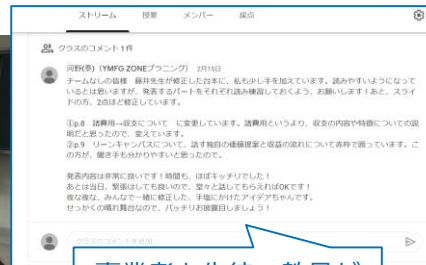 ストリーム 授業 メンバー 採点
クラスのコメント 1 件
河野(泰)（YMFG ZONEプラニング） 2月15日
チームなしの皆様 藤井先生が修正した台本に、私も少し手を加えています。読みやすいようになって
いるとは思いますが、発表するパートをそれぞれ読み練習しておくよう、お願いします！あと、スライ
ドの方、2点ほど修正しています。
①p.8 諸費用→収支について に変更しています。諸費用というより、収支の内容や特徴についての説
明だと思ったので、変えています。
②p.9 リーンキャンバスについて、話す独自の価値提案と収益の流れについて赤枠で囲っています。こ
の方が、聞き手も分かりやすいと思ったので。
発表内容は非常に良いです！時間も、ほぼキッチリでした！
あとは当日、緊張はしても良いので、堂々と話してもらえればOKです！
夜な夜な、みんなで一緒に修正した、手塩にかけたアイデアちゃんです。
せっかくの晴れ舞台なので、バッチリお披露目しましょう！
クラスのコメントを追加…